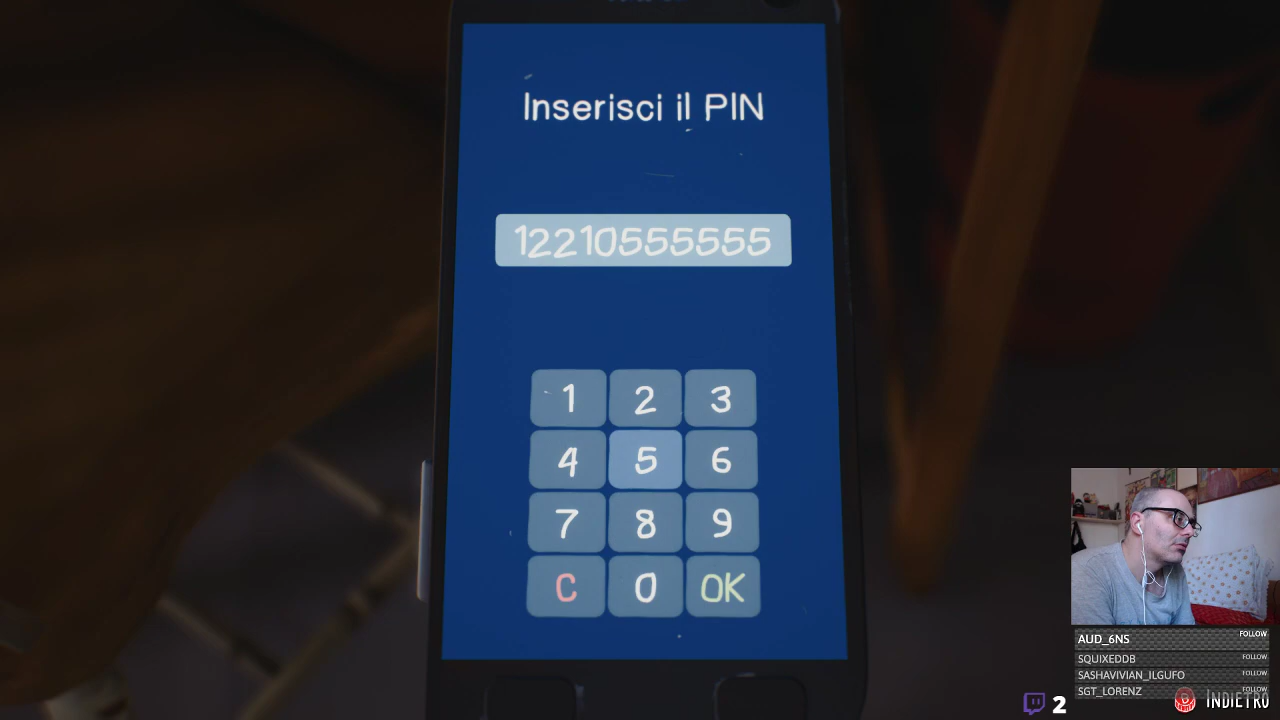 Inserisci il PIN
12210555555
1 2 3
4 5 6
7 8 9
C 0 OK
AUD_6NS FOLLOW
SQUIXEDDB FOLLOW
SASHAVIVIAN_ILGUFO FOLLOW
SGT_LORENZ FOLLOW
2
INDIETRO